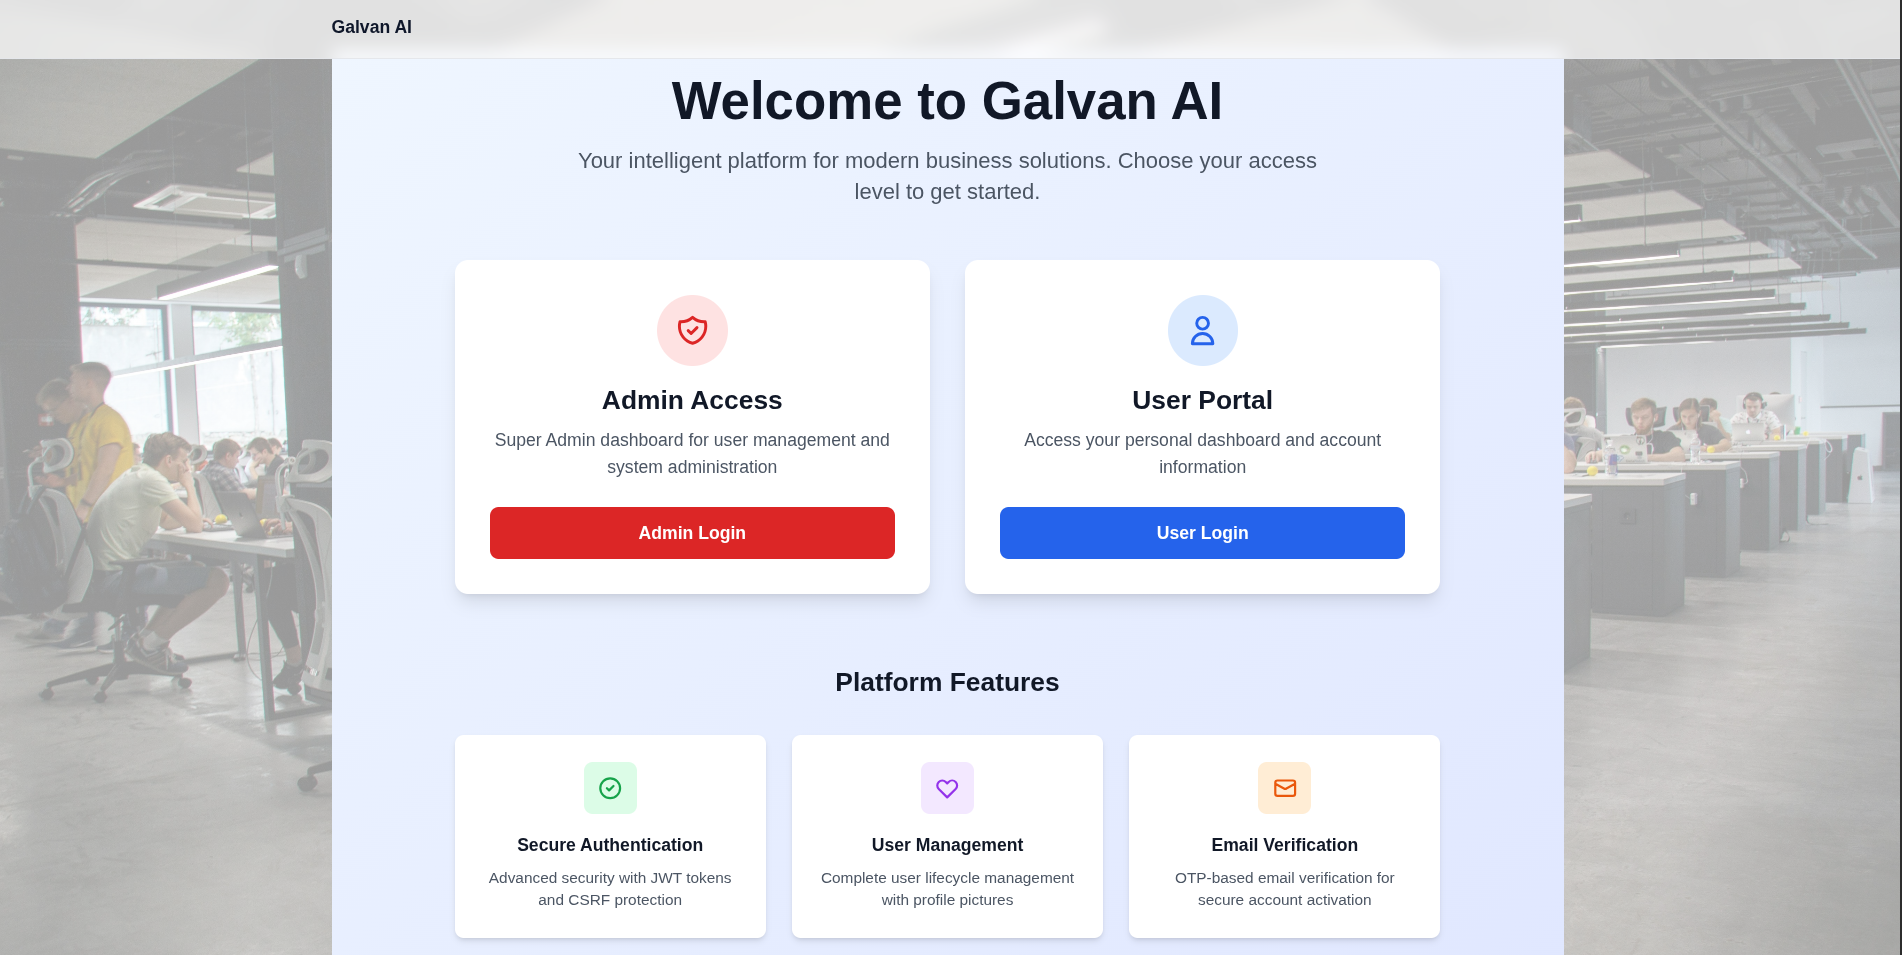 Galvan AI
Welcome to Galvan AI
Your intelligent platform for modern business solutions. Choose your access
level to get started.
Admin Access
Super Admin dashboard for user management and
system administration
Admin Login
User Portal
Access your personal dashboard and account
information
User Login
Platform Features
Secure Authentication
Advanced security with JWT tokens
and CSRF protection
User Management
Complete user lifecycle management
with profile pictures
Email Verification
OTP-based email verification for
secure account activation